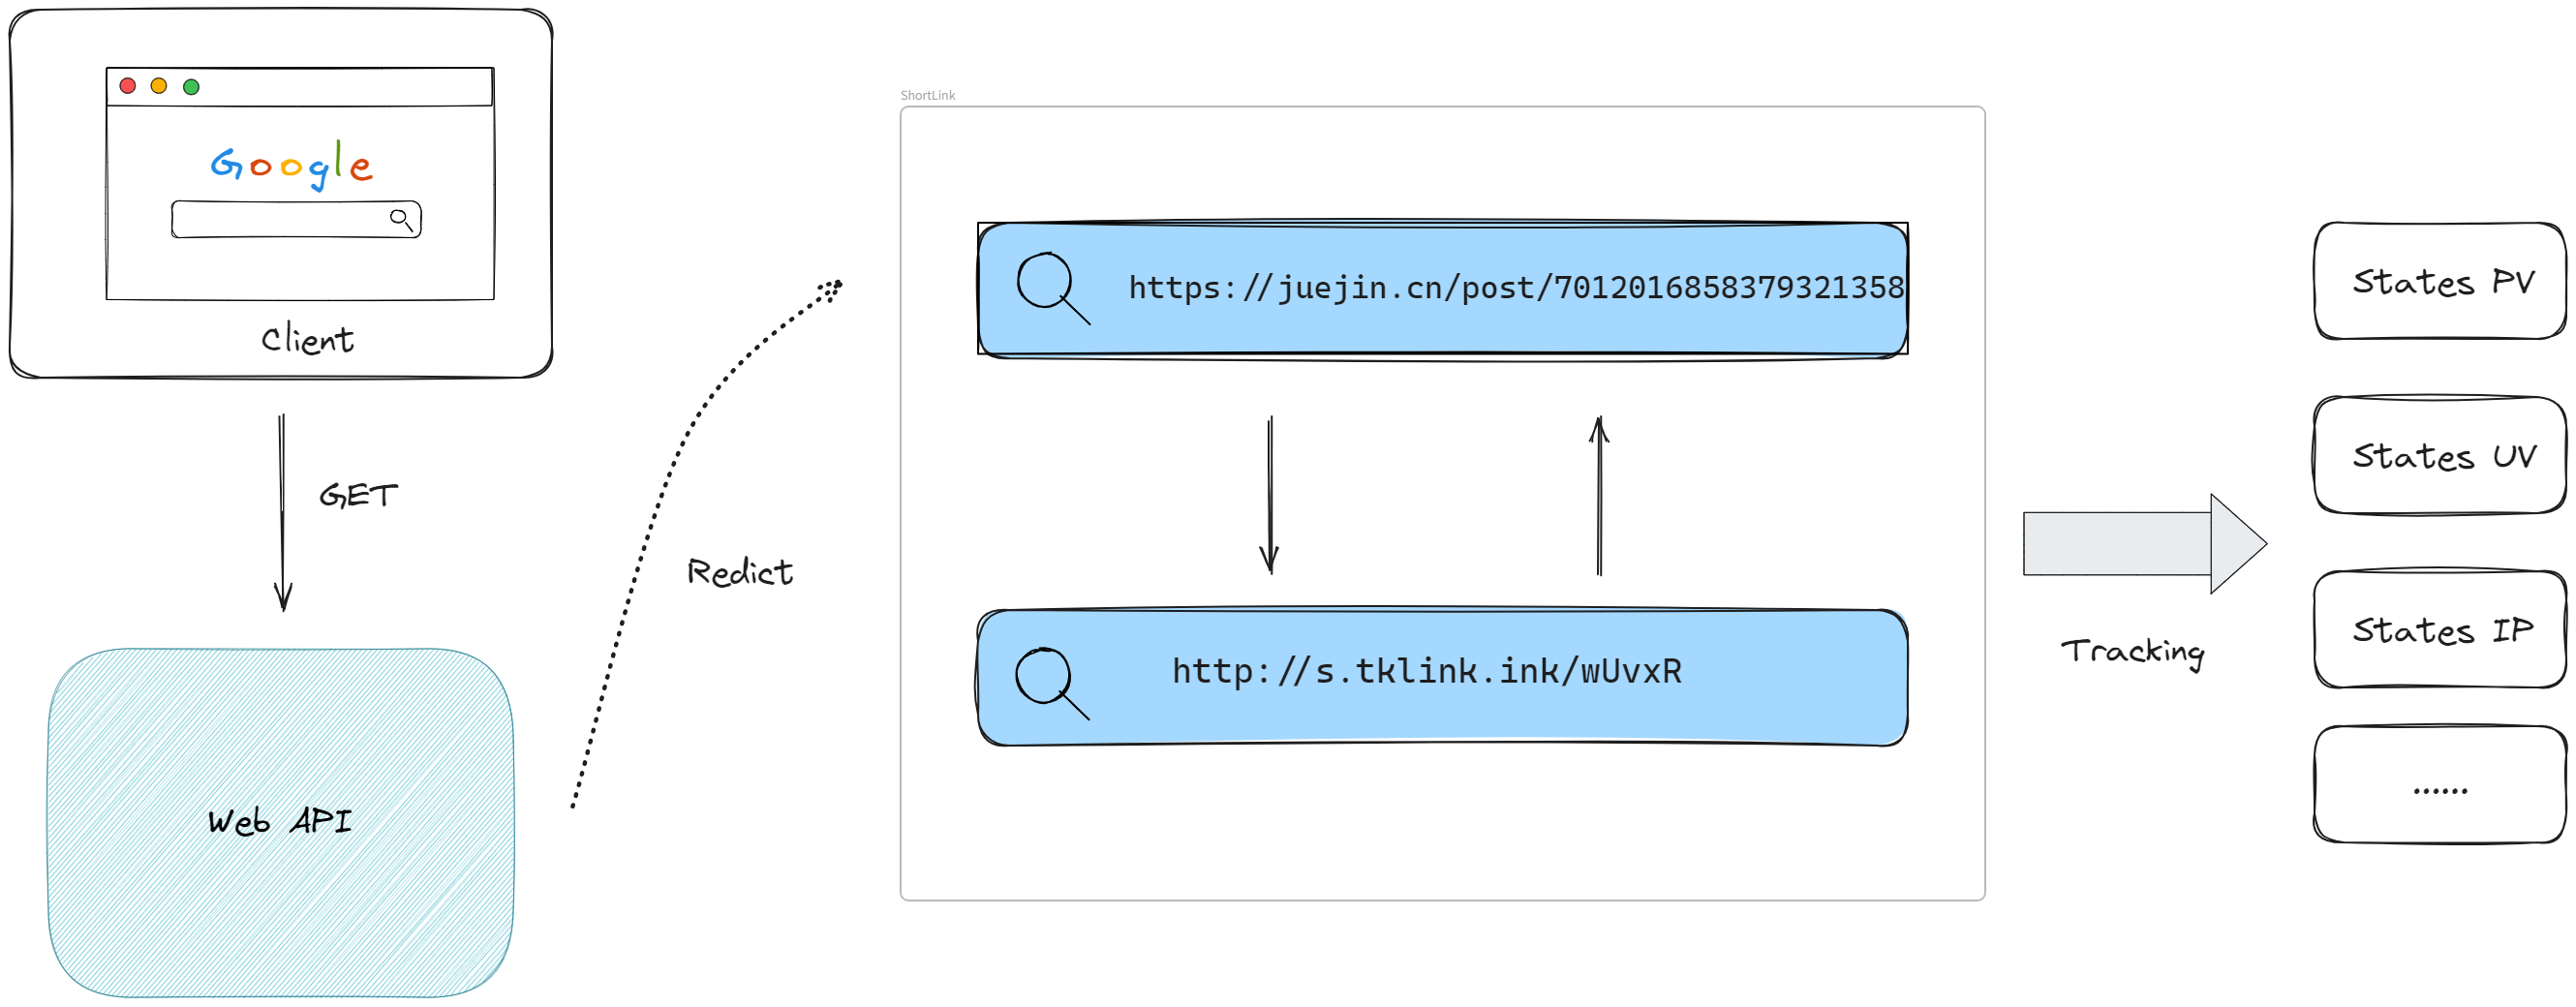 Google
Client
GET
Web API
Redict
ShortLink
https://juejin.cn/post/7012016858379321358
http://s.tklink.ink/wUvxR
Tracking
States PV
States UV
States IP
......